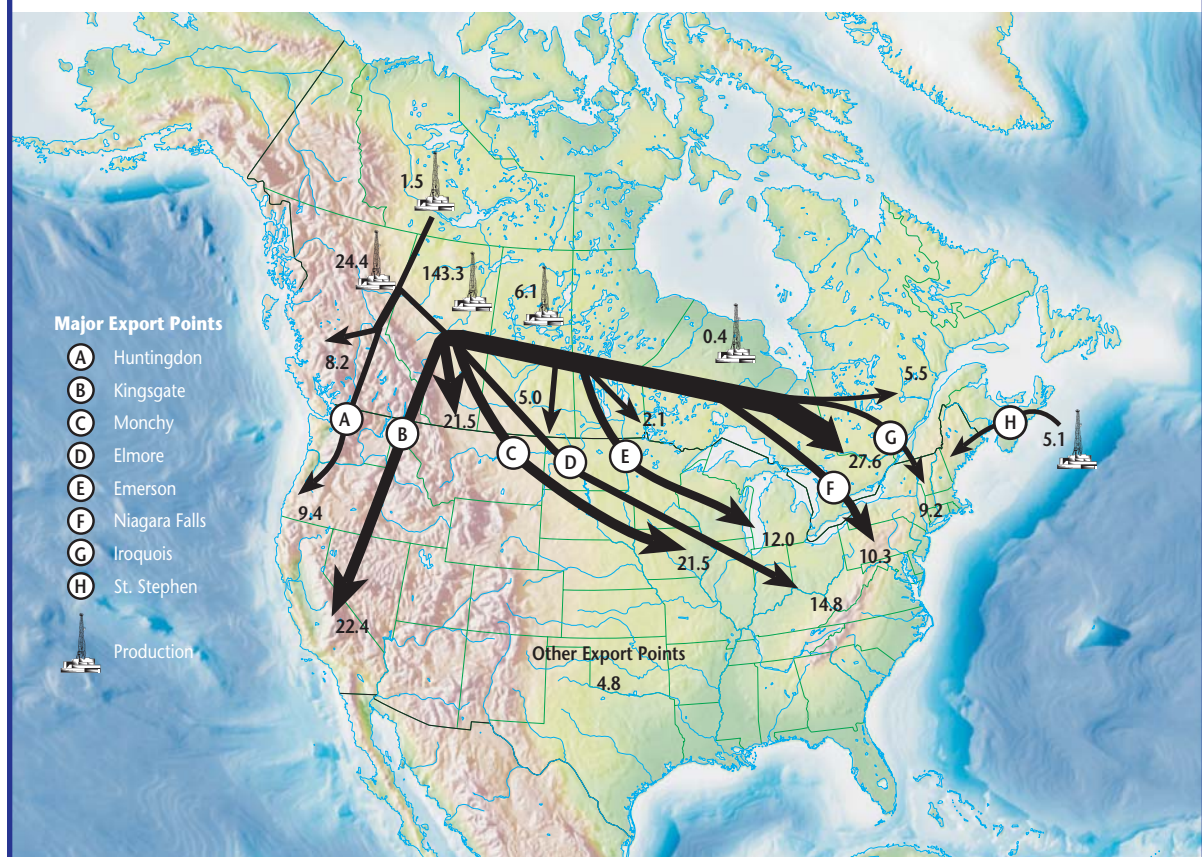 1.5
24.4
143.3
6.1
0.4
Major Export Points
A Huntingdon
B Kingsgate
C Monchy
D Elmore
E Emerson
F Niagara Falls
G Iroquois
H St. Stephen
Production
8.2
5.0
5.5
21.5
2.1
A
B
C
D
E
F
G
H
5.1
27.6
9.4
9.2
12.0
10.3
21.5
14.8
22.4
Other Export Points
4.8